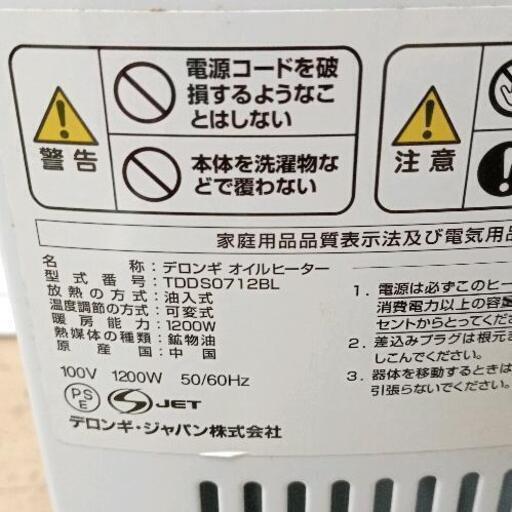 警告
電源コードを破
損するようなこ
とはしない
本体を洗濯物な
どで覆わない
注意
家庭用品品質表示法及び電気用品
名称：デロンギ オイルヒーター
型式番号：TDDS0712BL
放熱の方式：油入式
温度調節の方式：可変式
暖房能力：1200W
熱媒体の種類：鉱物油
原産国：中国
100V 1200W 50/60Hz
PS
E
JET
デロンギ・ジャパン株式会社
1. 電源は必ずこのヒー
消費電力以上の容量
セントからとってくださ
2. 差込みプラグは根元ま
しこんでください。
3. 器体を移動するときは
引張らないでください。